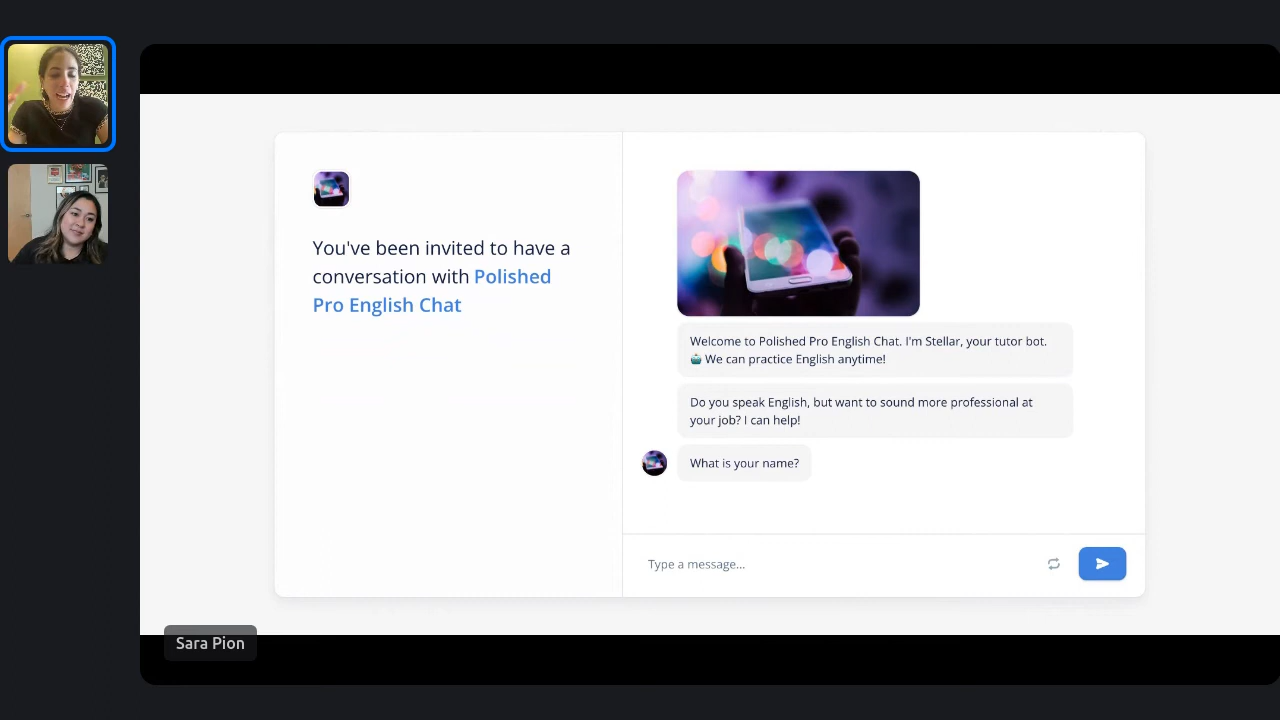 You've been invited to have a
conversation with Polished
Pro English Chat
Welcome to Polished Pro English Chat. I'm Stellar, your tutor bot.
🤖 We can practice English anytime!
Do you speak English, but want to sound more professional at
your job? I can help!
What is your name?
Type a message...
Sara Pion